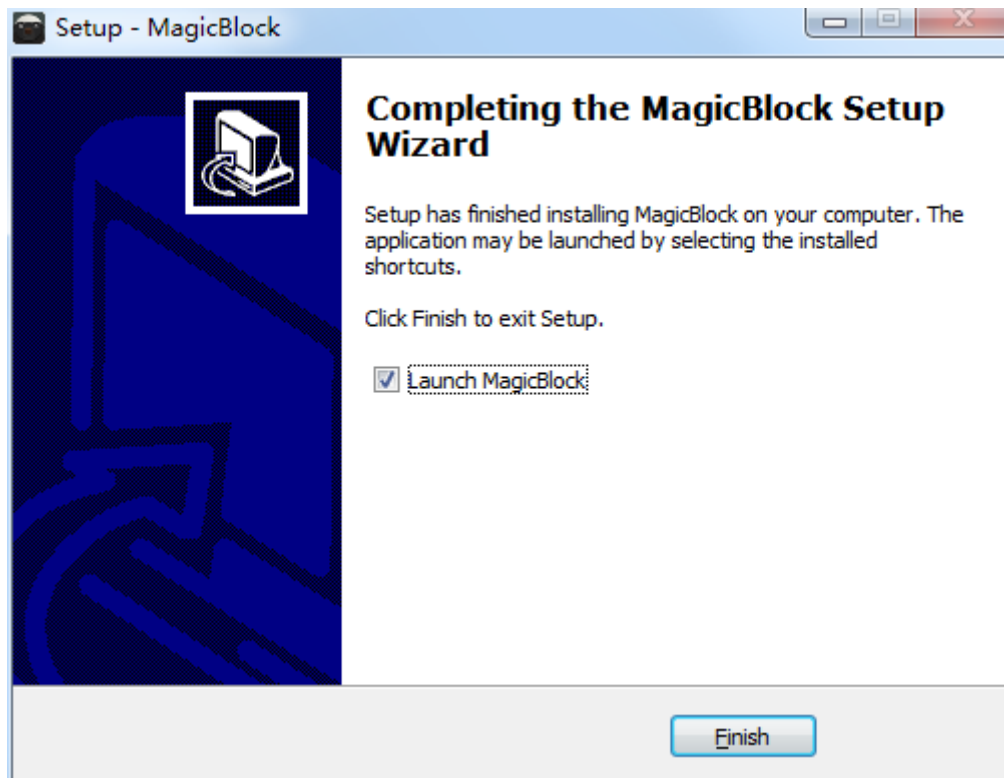 Setup - MagicBlock
Completing the MagicBlock Setup
Wizard
Setup has finished installing MagicBlock on your computer. The
application may be launched by selecting the installed
shortcuts.
Click Finish to exit Setup.
Launch MagicBlock
Finish